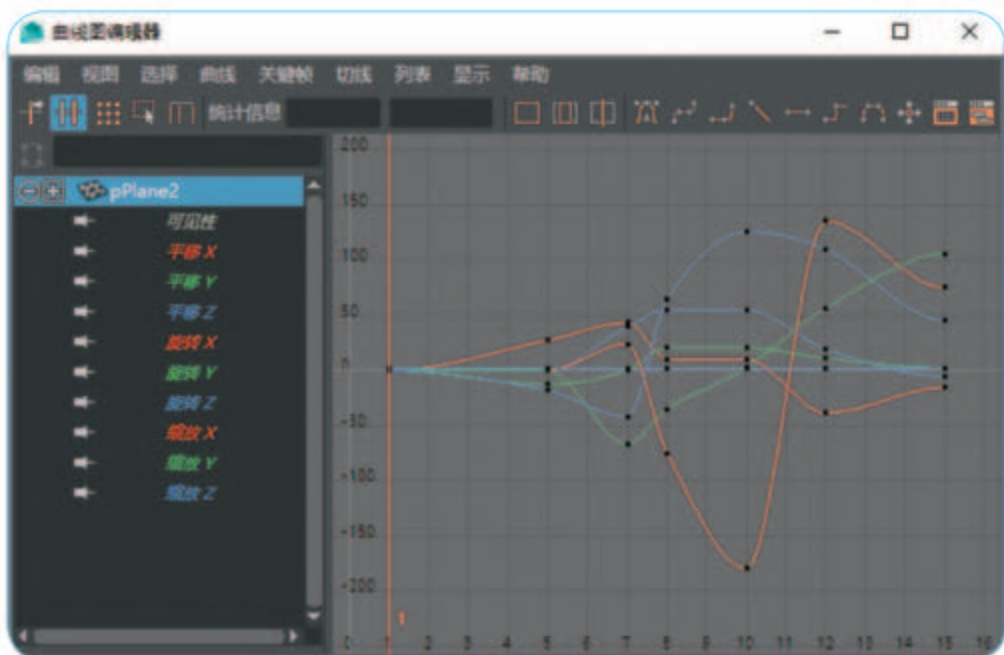 曲线图编辑器
编辑 视图 选择 曲线 关键帧 切线 列表 显示 帮助
统计信息
pPlane2
可见性
平移 X
平移 Y
平移 Z
旋转 X
旋转 Y
旋转 Z
缩放 X
缩放 Y
缩放 Z
200
150
100
50
0
-50
-100
-150
-200
1
0 1 2 3 4 5 6 7 8 9 10 11 12 13 14 15 16